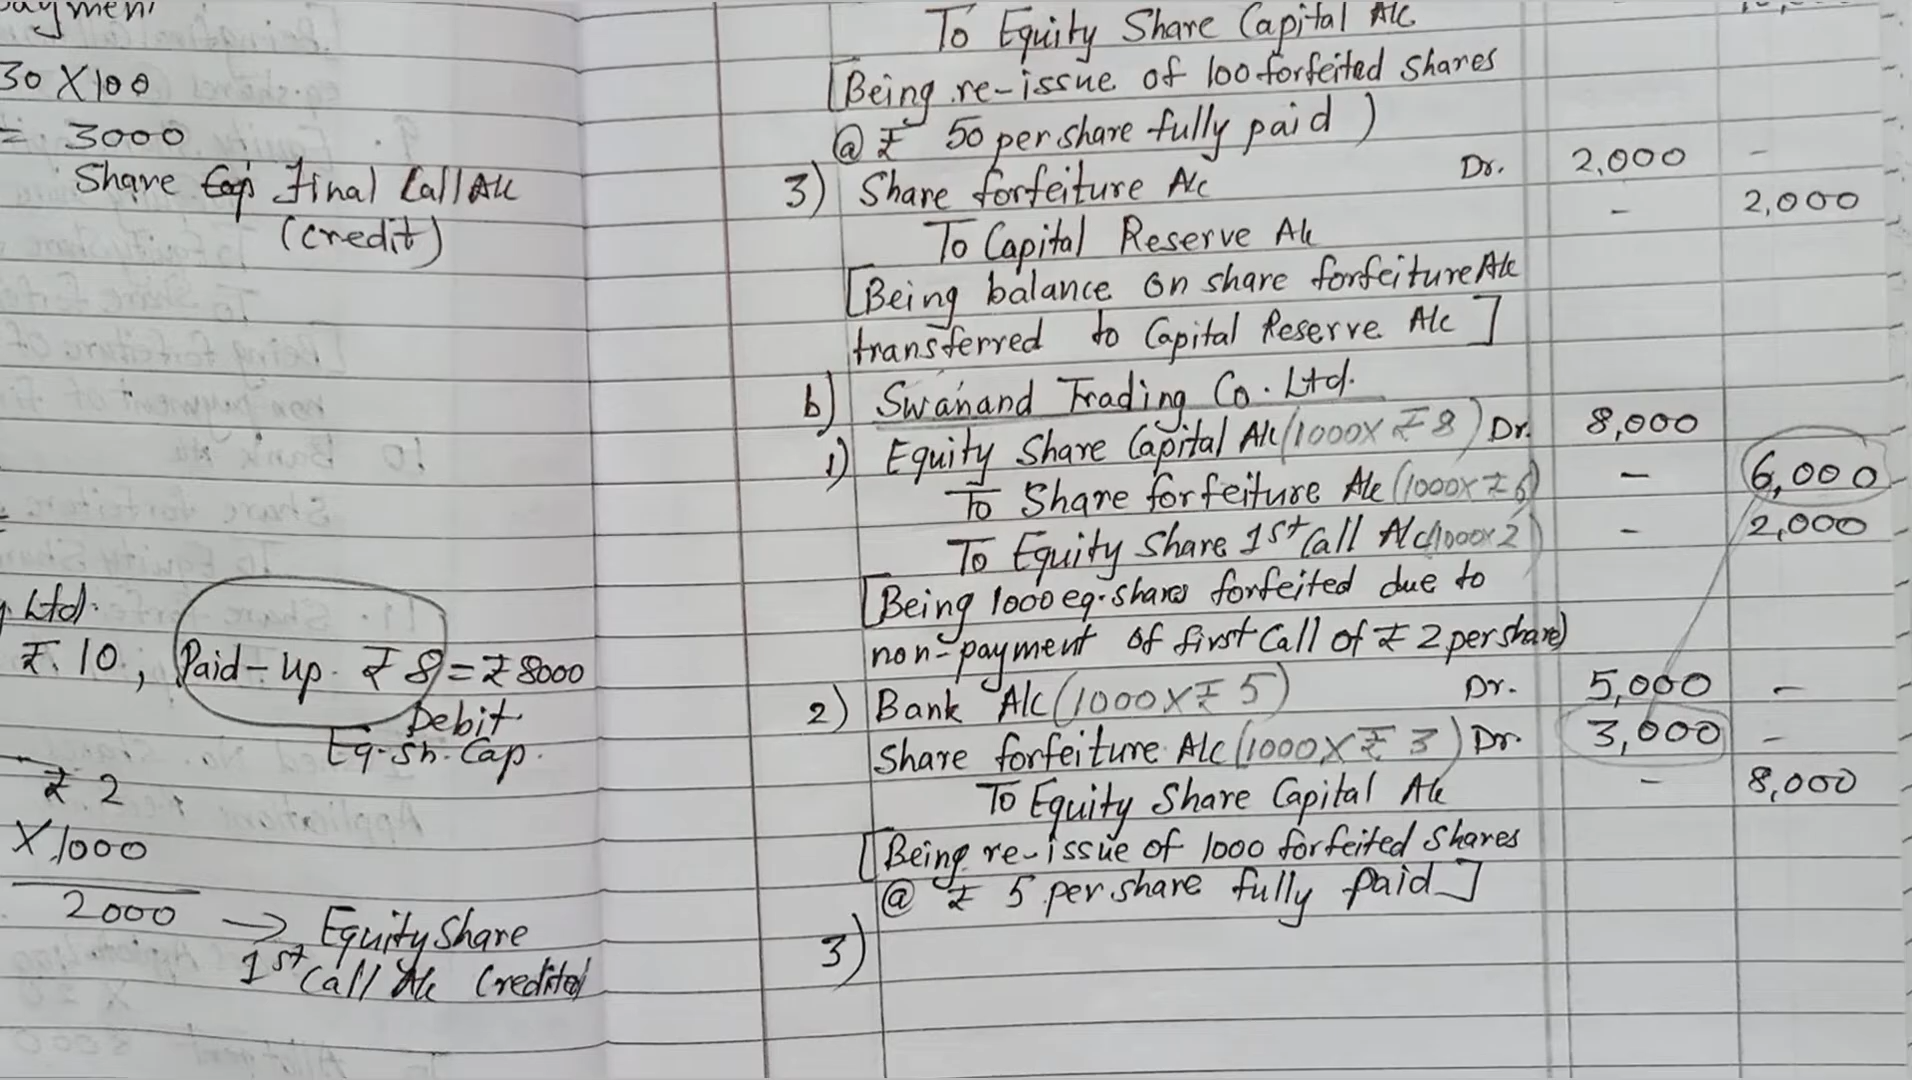 30 X 100
= 3000
Share Final Call A/c
(credit)
Ltd.
₹. 10, Paid-up ₹ 8 = ₹ 8000
Debit
Eq-Sh. Cap.
₹ 2
X 1000
2000 → Equity Share
1st Call A/c Credited
To Equity Share Capital A/c
[Being re-issue of 100 forfeited shares
@ ₹ 50 per share fully paid)
3) Share forfeiture A/c Dr. 2,000 -
To Capital Reserve A/c - 2,000
[Being balance on share forfeiture A/c
transferred to Capital Reserve A/c]
b) Swanand Trading Co. Ltd.
1) Equity Share Capital A/c (1000 X ₹ 8) Dr. 8,000
To Share forfeiture A/c (1000 X ₹ 6) - 6,000
To Equity Share 1st Call A/c (1000 X 2) - 2,000
[Being 1000 eq. shares forfeited due to
non-payment of first Call of ₹ 2 per share)
2) Bank A/c (1000 X ₹ 5) Dr. 5,000 -
Share forfeiture A/c (1000 X ₹ 3) Dr. 3,000 -
To Equity Share Capital A/c - 8,000
[Being re-issue of 1000 forfeited Shares
@ ₹ 5 per share fully paid]
3)